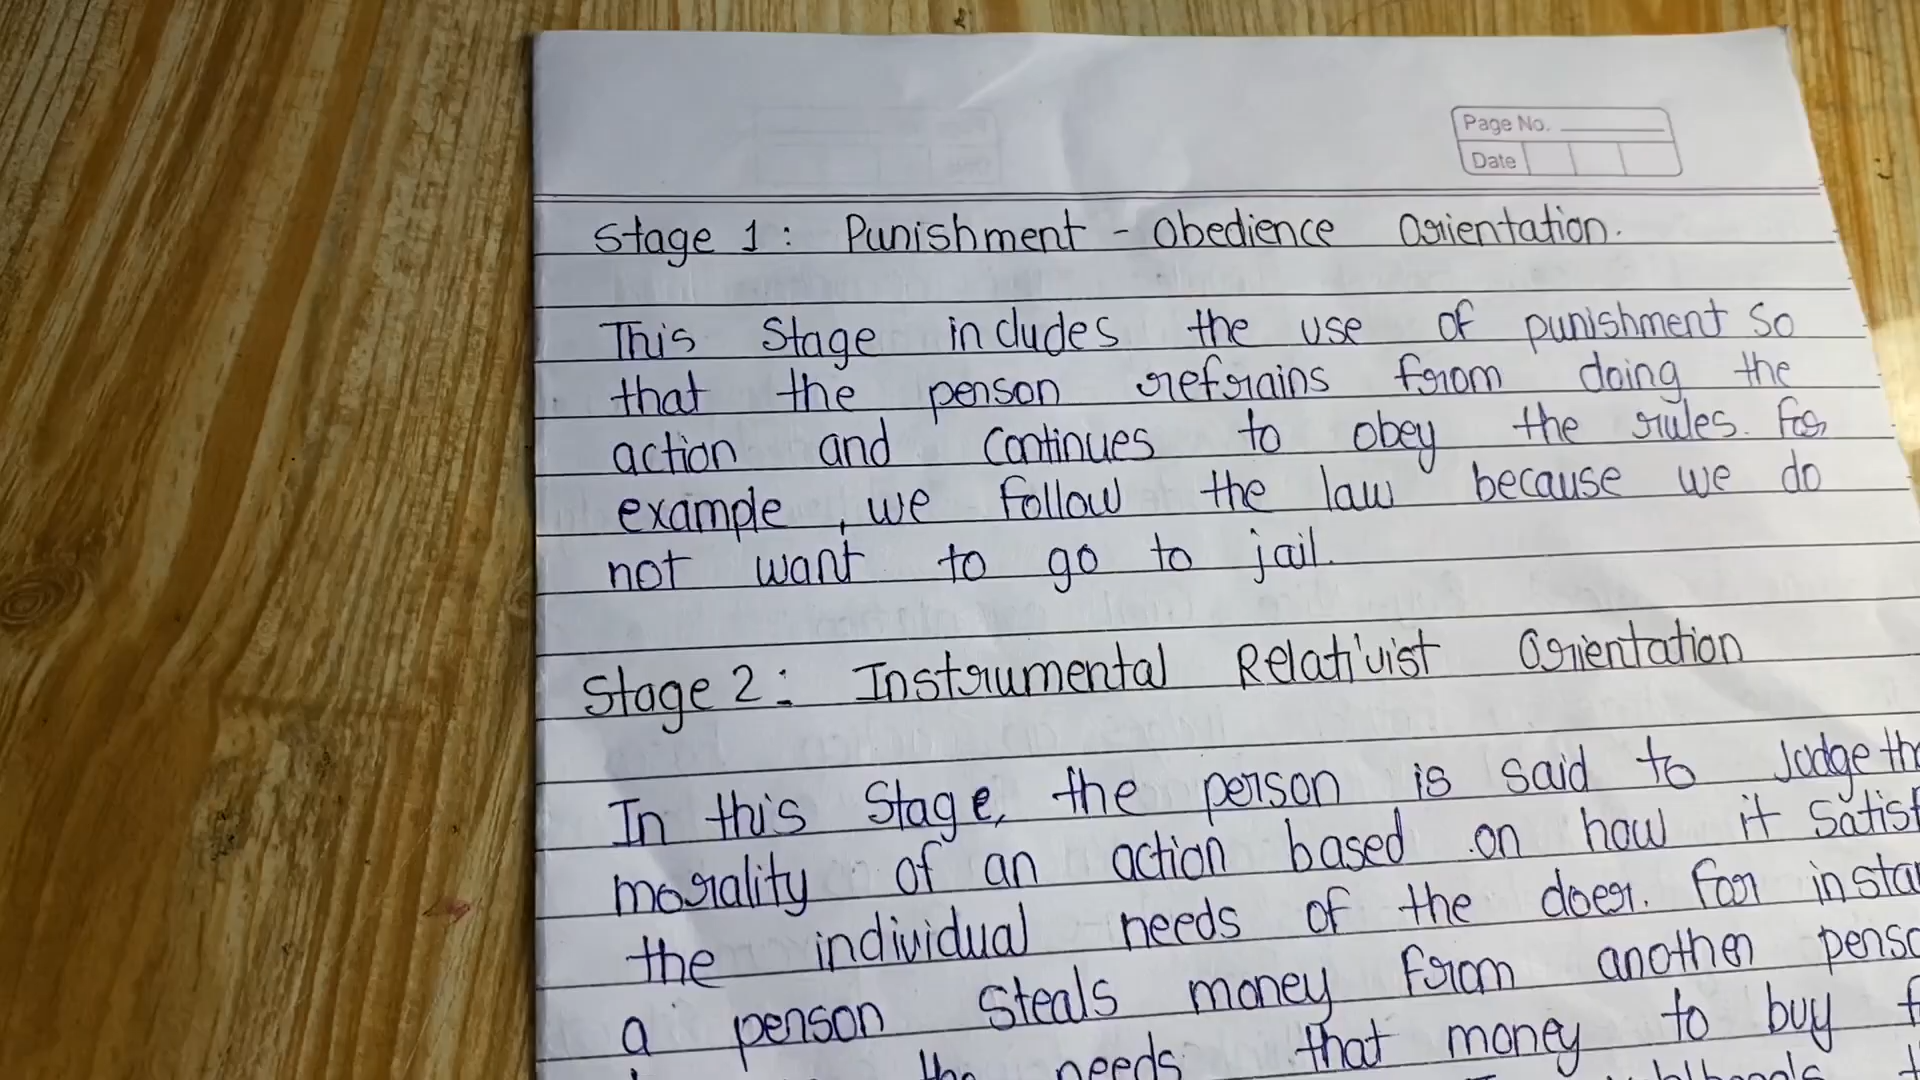 Page No.
Date
Stage 1: Punishment - Obedience Orientation.
This Stage includes the use of punishment so
that the person refrains from doing the
action and continues to obey the rules. For
example, we follow the law because we do
not want to go to jail.
Stage 2: Instrumental Relativist Orientation
In this Stage, the person is said to Judge
morality of an action based on how it
the individual needs of the doer. For
a person steals money from another
the needs that money to buy